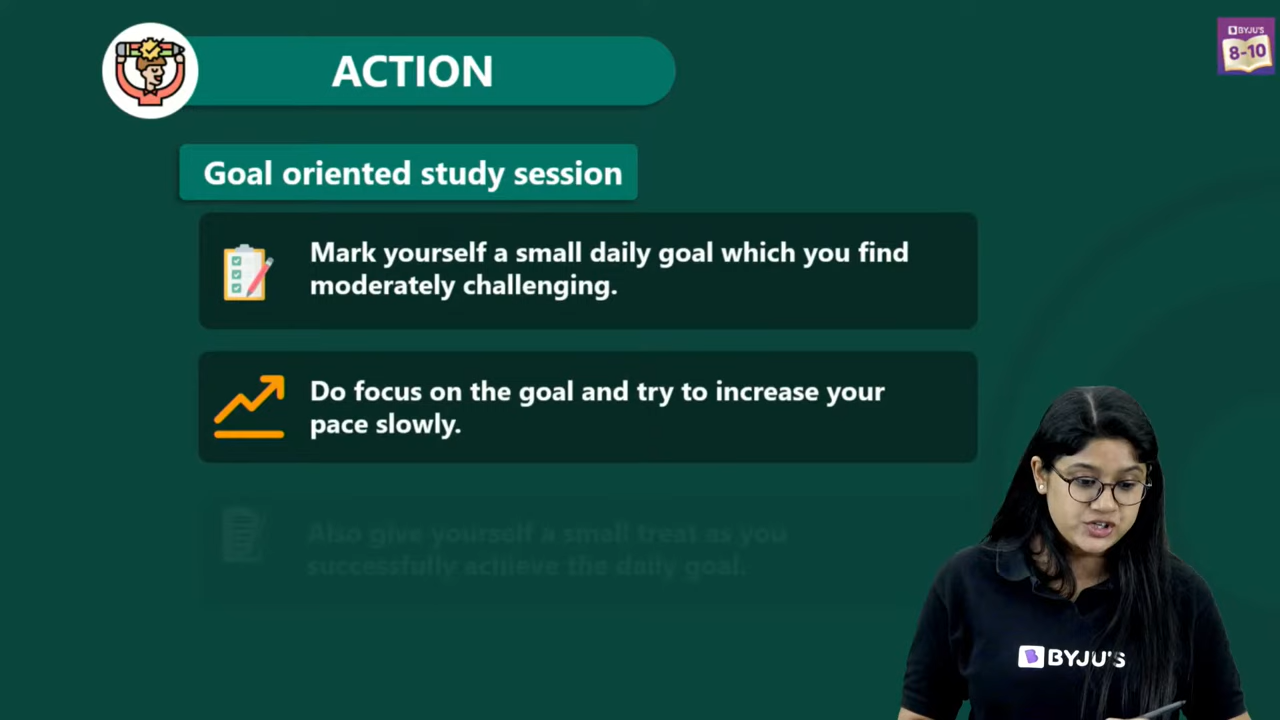 BYJU'S
8-10
ACTION
Goal oriented study session
Mark yourself a small daily goal which you find
moderately challenging.
Do focus on the goal and try to increase your
pace slowly.
Also give yourself a small treat as you
successfully achieve the daily goal.
BYJU'S